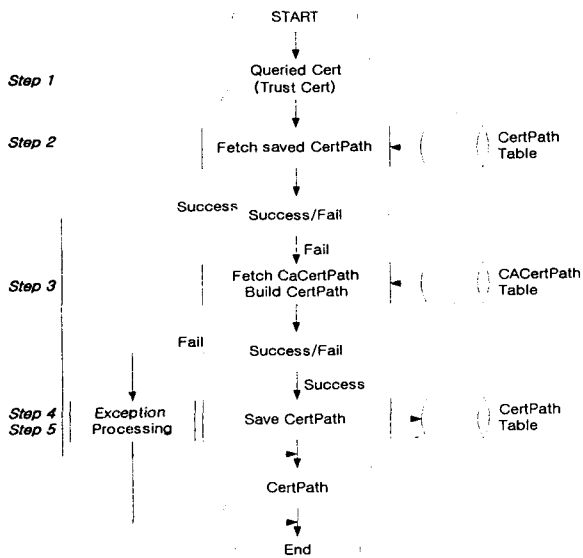 START
Step 1
Queried Cert
(Trust Cert)
Step 2
Fetch saved CertPath
CertPath
Table
Success
Success/Fail
Fail
Step 3
Fetch CaCertPath
Build CertPath
CACertPath
Table
Fail
Success/Fail
Success
Step 4
Step 5
Exception
Processing
Save CertPath
CertPath
Table
CertPath
End